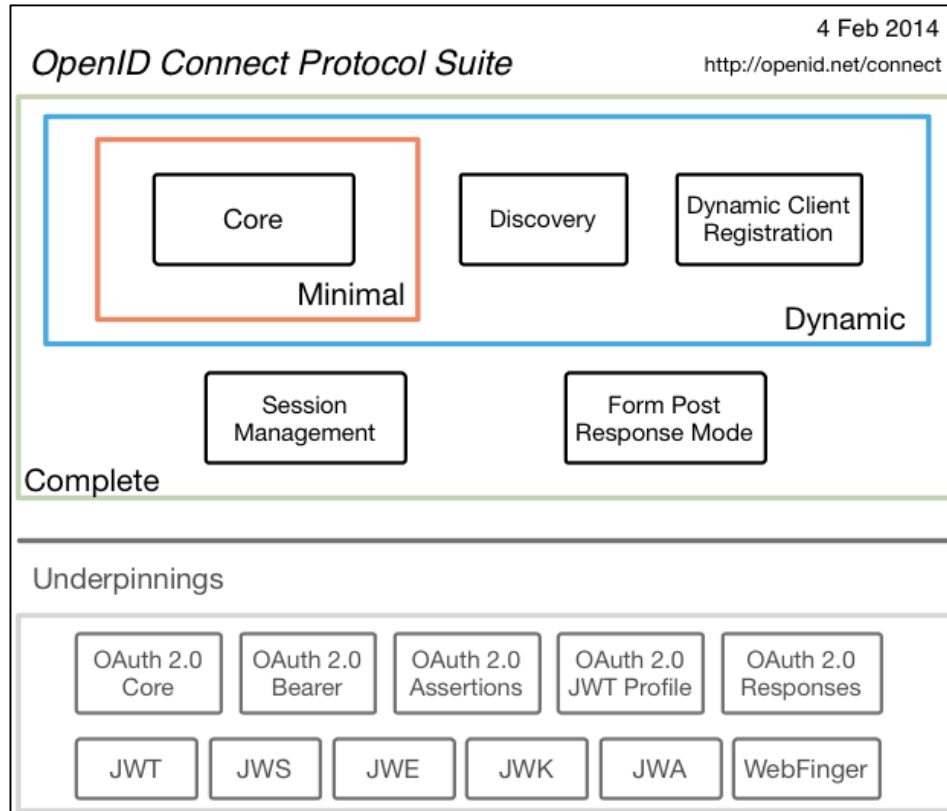 4 Feb 2014
OpenID Connect Protocol Suite
http://openid.net/connect
Core
Discovery
Dynamic Client
Registration
Minimal
Dynamic
Session
Management
Form Post
Response Mode
Complete
Underpinnings
OAuth 2.0
Core
OAuth 2.0
Bearer
OAuth 2.0
Assertions
OAuth 2.0
JWT Profile
OAuth 2.0
Responses
JWT
JWS
JWE
JWK
JWA
WebFinger